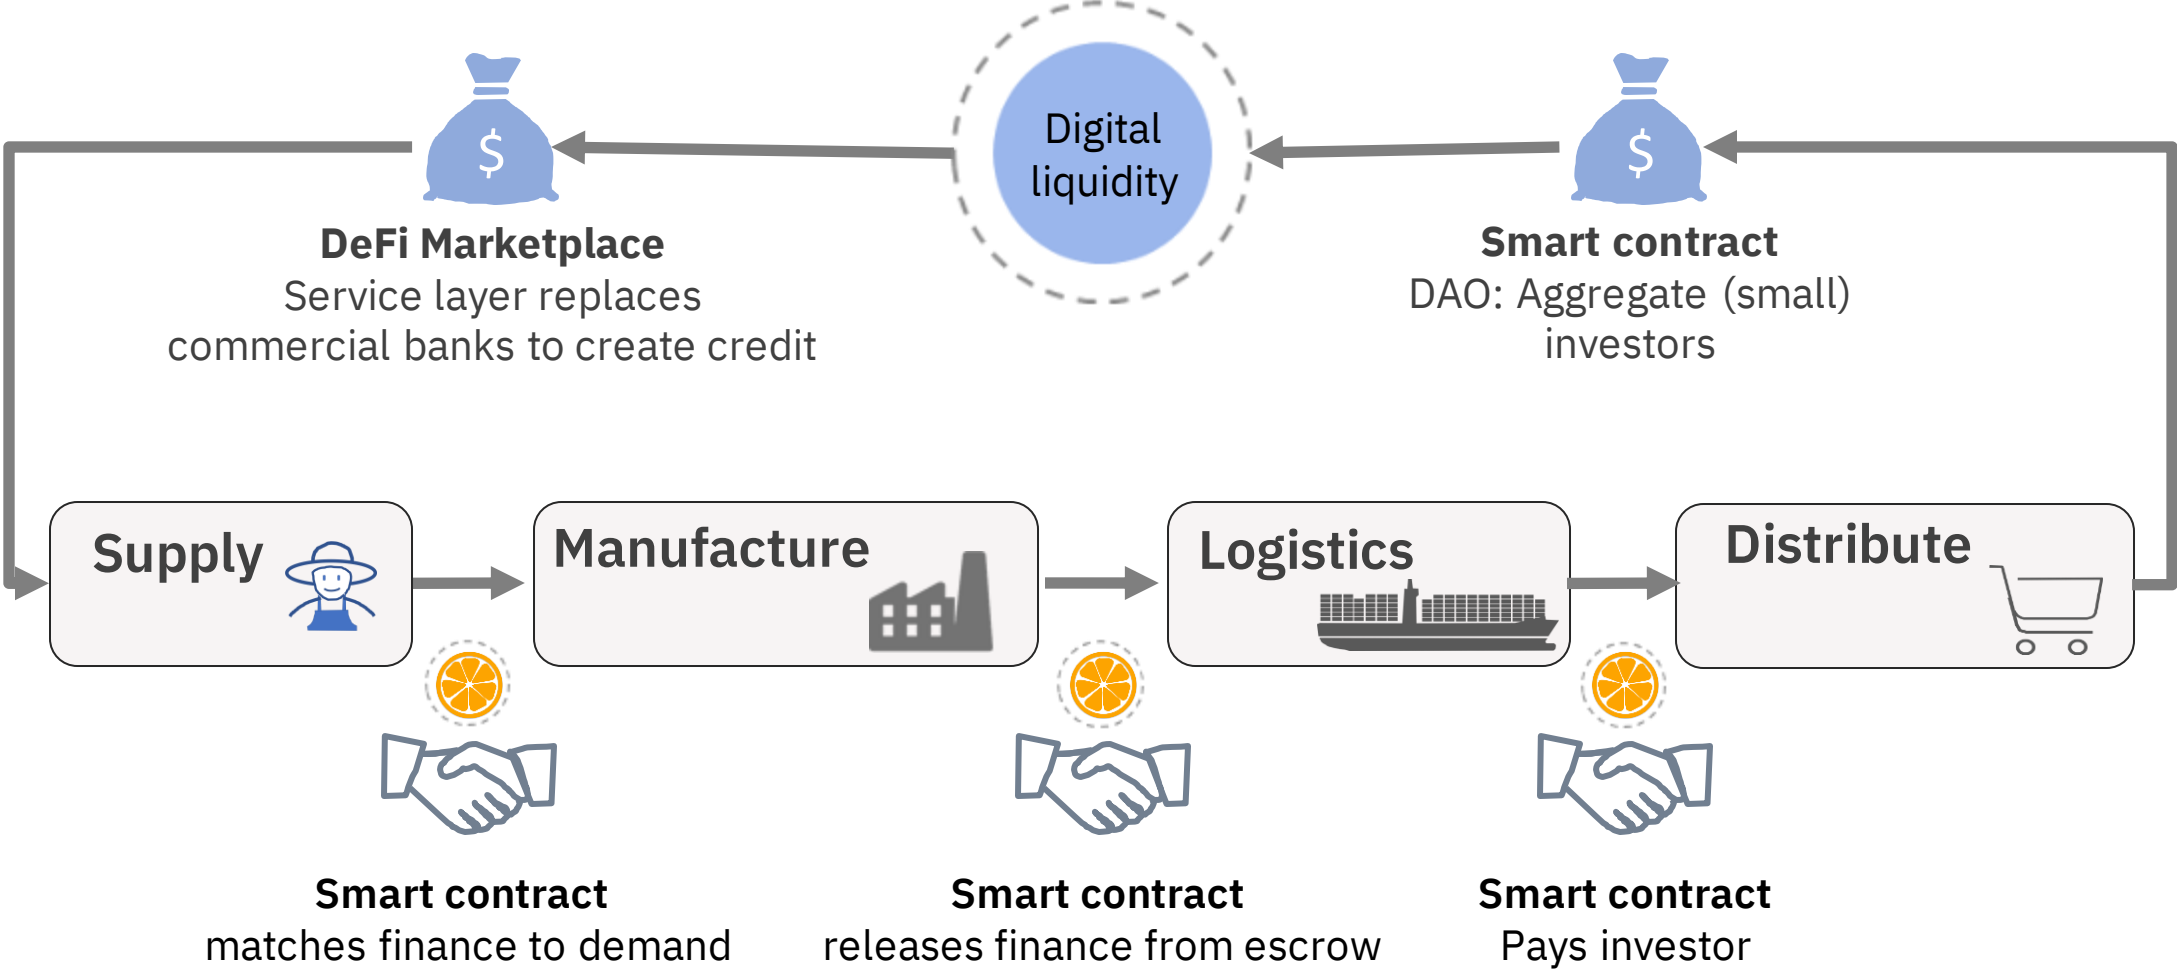 $
Digital
liquidity
$
DeFi Marketplace
Service layer replaces
commercial banks to create credit
Smart contract
DAO: Aggregate (small)
investors
Supply
Manufacture
Logistics
Distribute
Smart contract
matches finance to demand
Smart contract
releases finance from escrow
Smart contract
Pays investor